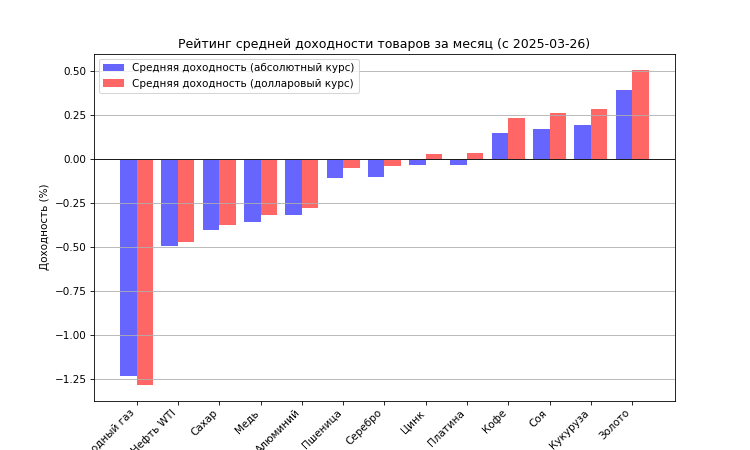 Рейтинг средней доходности товаров за месяц (с 2025-03-26)
Средняя доходность (абсолютный курс)
Средняя доходность (долларовый курс)
Доходность (%)
0.50
0.25
0.00
−0.25
−0.50
−0.75
−1.00
−1.25
газ
Нефть WTI
Сахар
Медь
Алюминий
Пшеница
Серебро
Цинк
Платина
Кофе
Соя
Кукуруза
Золото